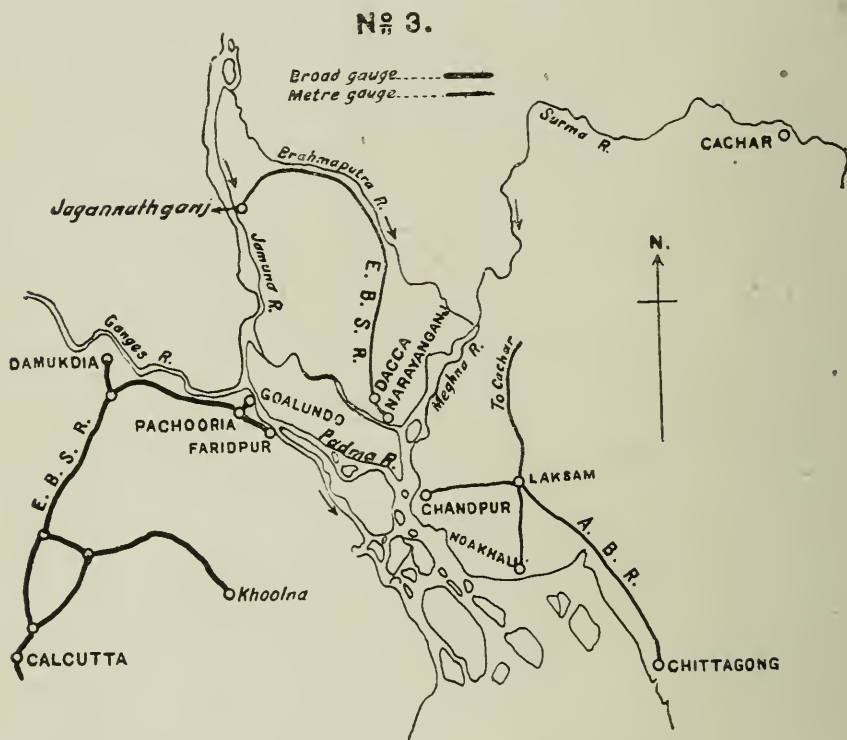 Nº 3.
Broad gauge
Metre gauge
Surma R.
CACHAR
Brahmaputra R.
Jagannathganj
N.
Jamuna R.
E. B. S. R.
Ganges R.
DACCA
NARAYANGANJ
Meghna R.
To Cachar
DAMUKDIA
GOALUNDO
PACHOORIA
FARIDPUR
Padma R.
E. B. S. R.
LAKSAM
CHANDPUR
A. B. R.
NOAKHALI
Khoolna
CALCUTTA
CHITTAGONG